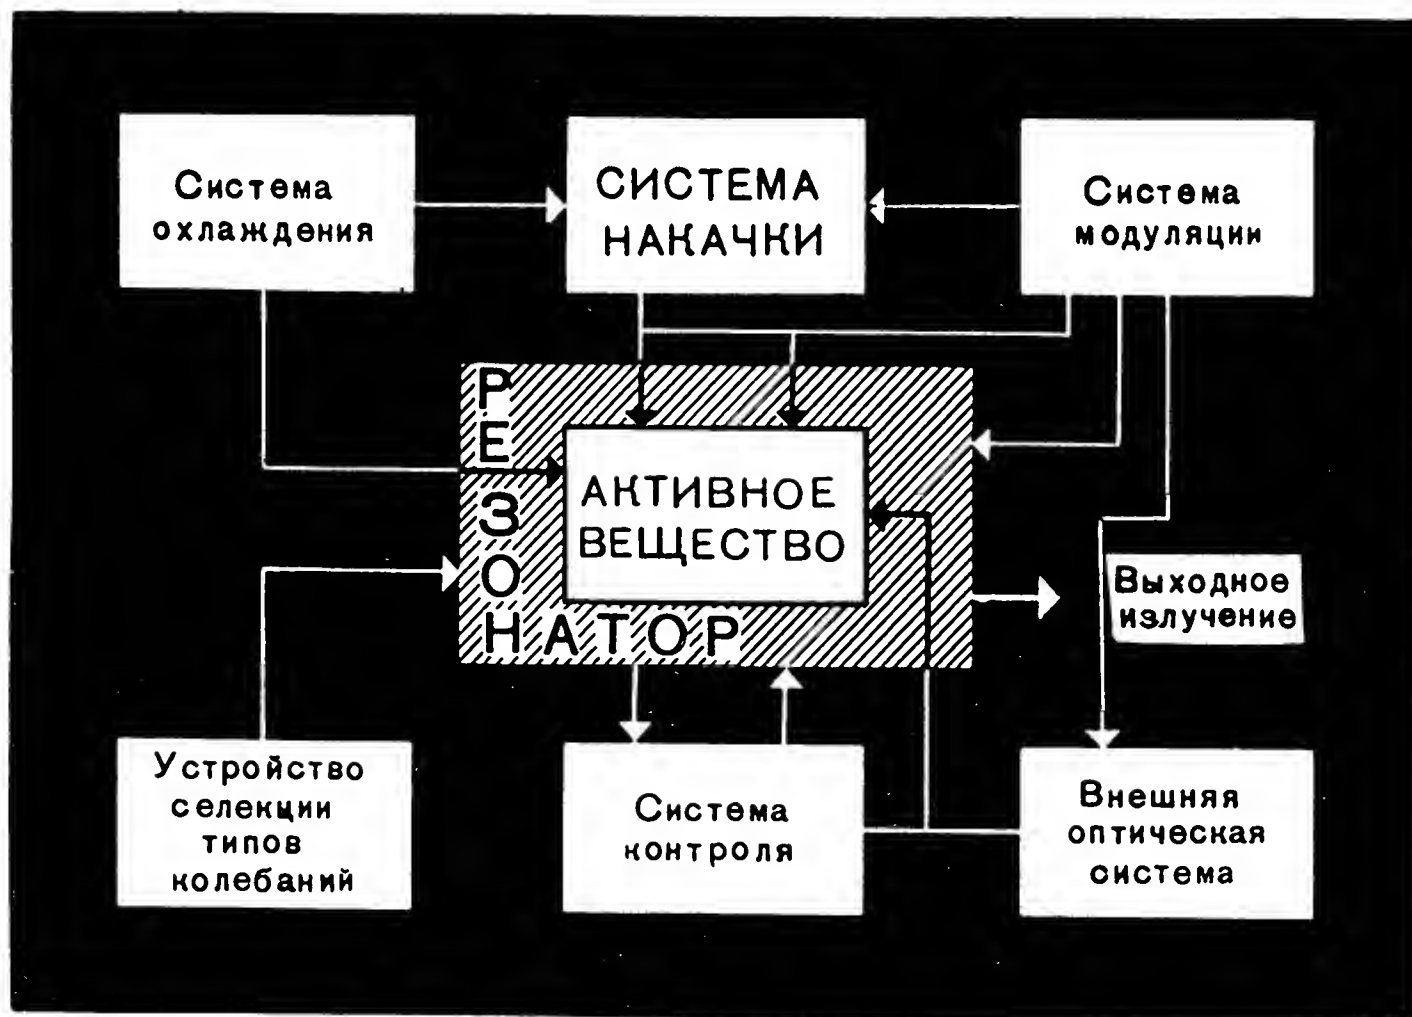 Система
охлаждения
СИСТЕМА
НАКАЧКИ
Система
модуляции
РЕЗОНАТОР
АКТИВНОЕ
ВЕЩЕСТВО
Выходное
излучение
Устройство
селекции
типов
колебаний
Система
контроля
Внешняя
оптическая
система